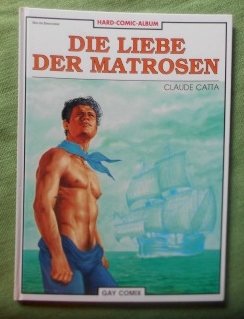 HARD-COMIC-ALBUM
DIE LIEBE
DER MATROSEN
CLAUDE CATTA
GAY COMIX